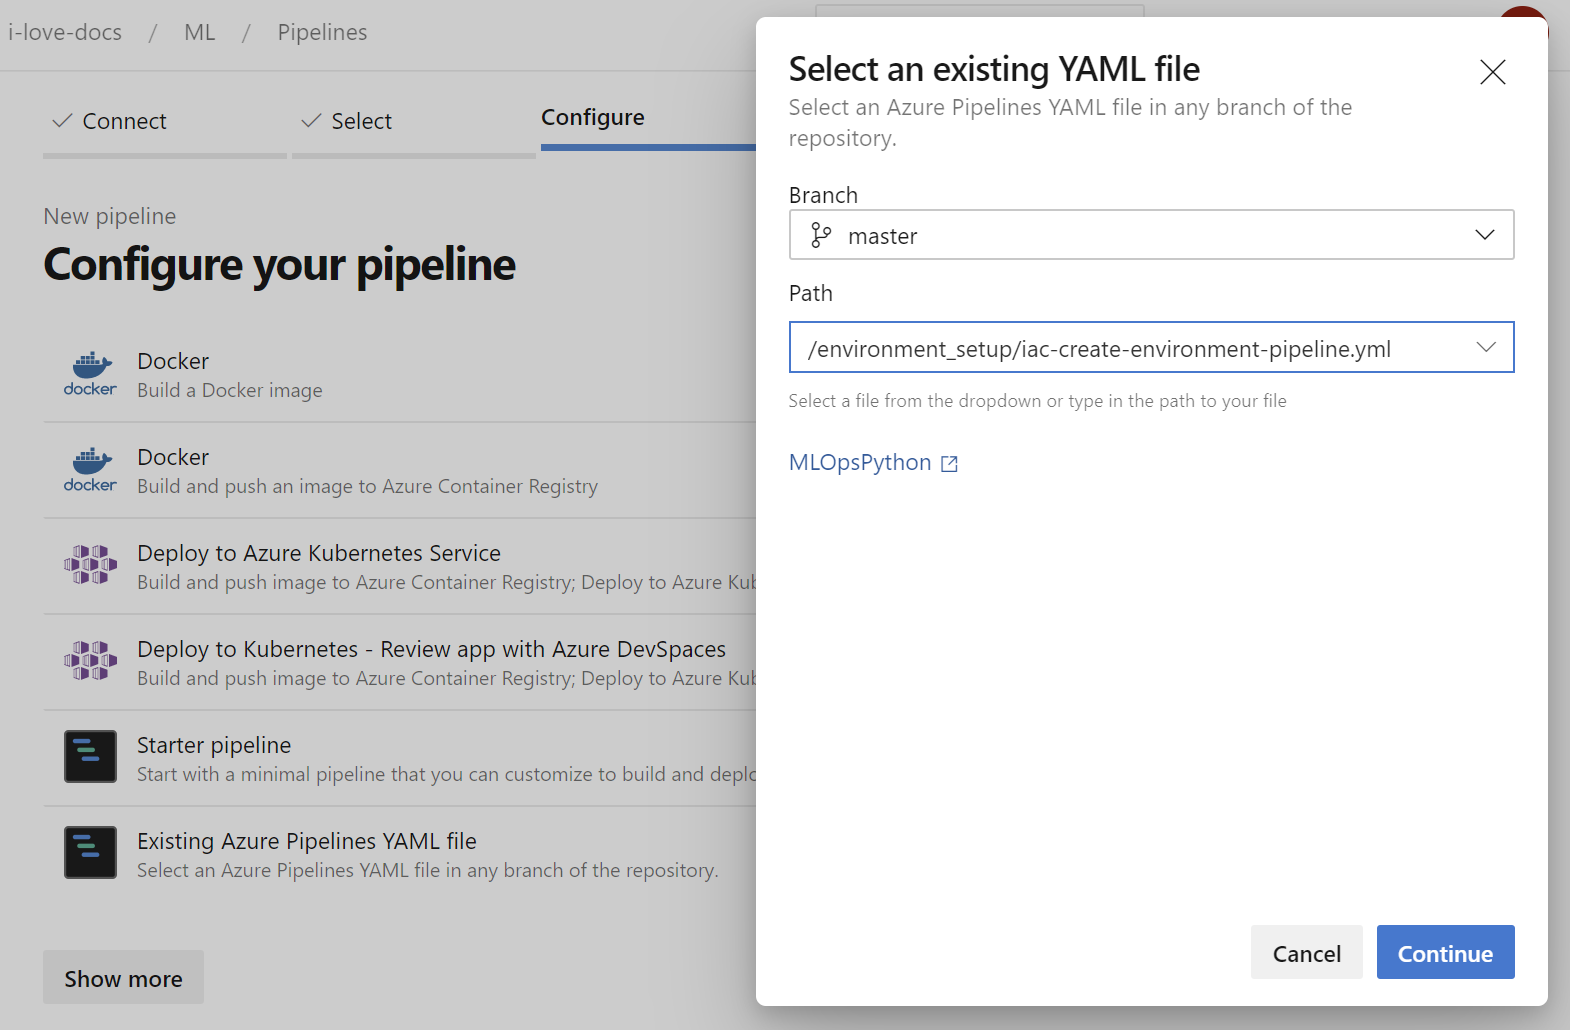 i-love-docs / ML / Pipelines
Connect
Select
Configure
New pipeline
Configure your pipeline
docker
Docker
Build a Docker image
docker
Docker
Build and push an image to Azure Container Registry
Deploy to Azure Kubernetes Service
Build and push image to Azure Container Registry; Deploy to Azure
Deploy to Kubernetes - Review app with Azure DevSpaces
Build and push image to Azure Container Registry; Deploy to Azure
Starter pipeline
Start with a minimal pipeline that you can customize to build and
Existing Azure Pipelines YAML file
Select an Azure Pipelines YAML file in any branch of the repository.
Show more
Select an existing YAML file
Select an Azure Pipelines YAML file in any branch of the
repository.
Branch
master
Path
/environment_setup/iac-create-environment-pipeline.yml
Select a file from the dropdown or type in the path to your file
MLOpsPython
Cancel
Continue